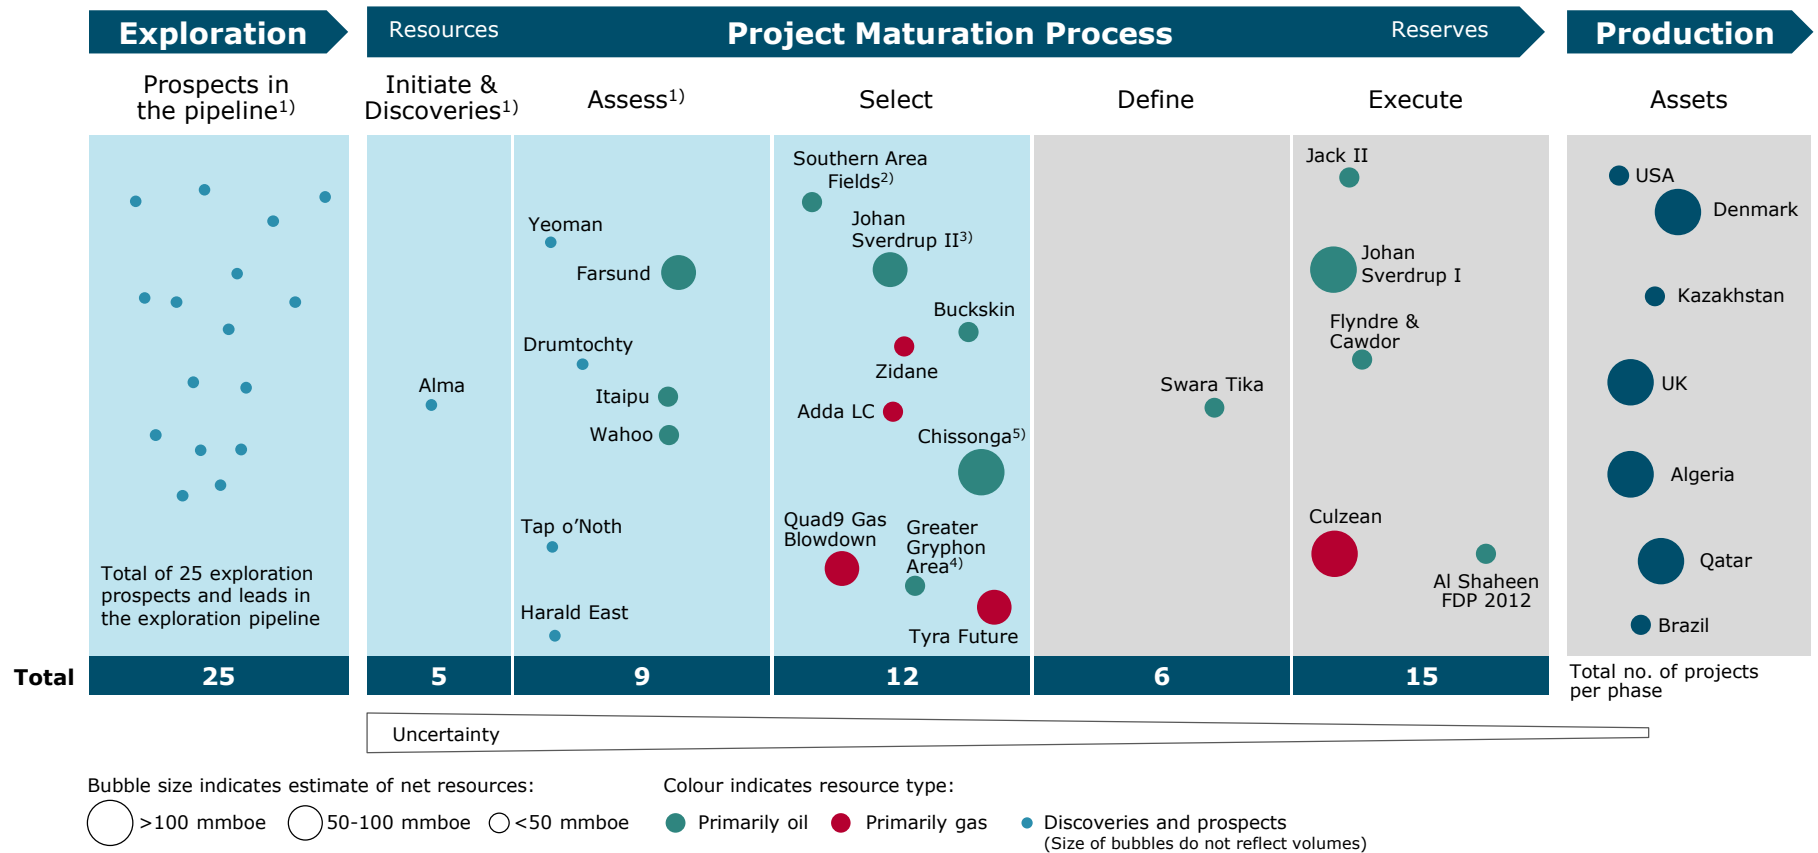 Exploration
Resources
Project Maturation Process
Reserves
Production
Prospects in
the pipeline1)
Initiate &
Discoveries1)
Assess1)
Select
Define
Execute
Assets
Total of 25 exploration
prospects and leads in
the exploration pipeline
Alma
Yeoman
Farsund
Drumtochty
Itaipu
Wahoo
Tap o’Noth
Harald East
Southern Area
Fields2)
Johan
Sverdrup II3)
Buckskin
Zidane
Adda LC
Chissonga5)
Quad9 Gas
Blowdown
Greater
Gryphon
Area4)
Tyra Future
Swara Tika
Jack II
Johan
Sverdrup I
Flyndre &
Cawdor
Culzean
Al Shaheen
FDP 2012
USA
Denmark
Kazakhstan
UK
Algeria
Qatar
Brazil
Total
25
5
9
12
6
15
Total no. of projects
per phase
Uncertainty
Bubble size indicates estimate of net resources:
>100 mmboe
50-100 mmboe
<50 mmboe
Colour indicates resource type:
Primarily oil
Primarily gas
Discoveries and prospects
(Size of bubbles do not reflect volumes)